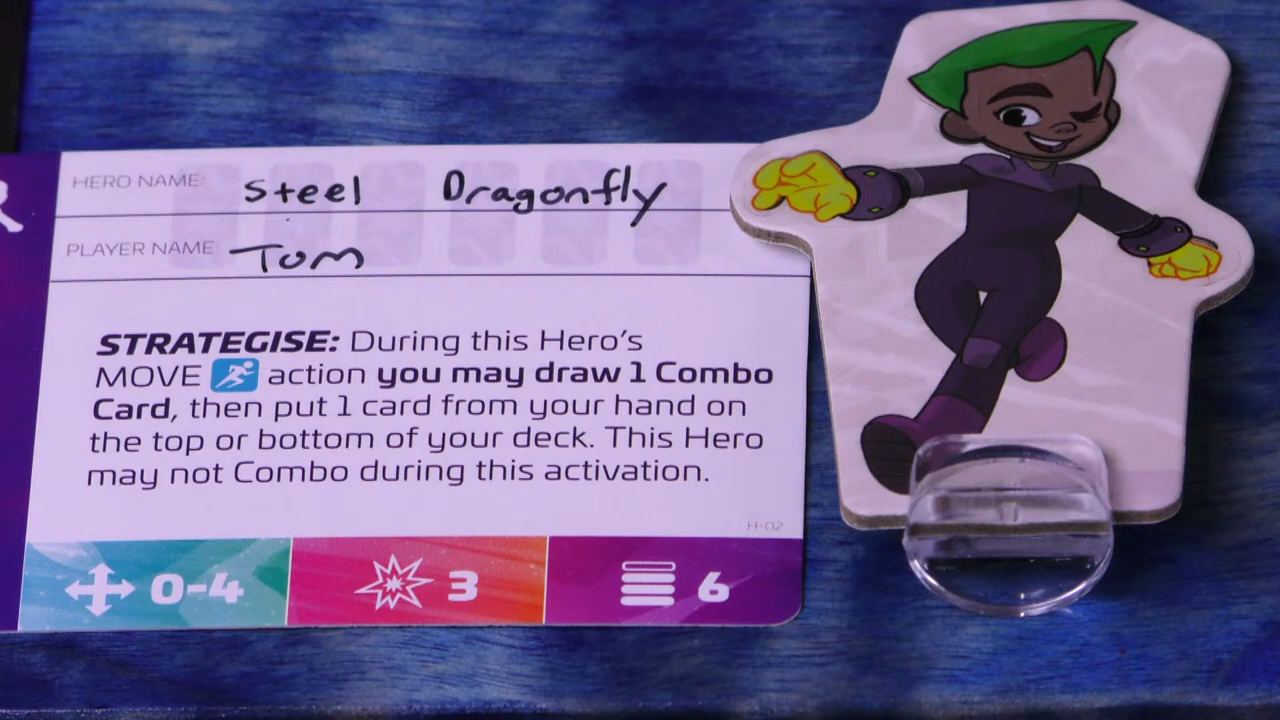 HERO NAME: Steel Dragonfly
PLAYER NAME: Tom
STRATEGISE: During this Hero's
MOVE action you may draw 1 Combo
Card, then put 1 card from your hand on
the top or bottom of your deck. This Hero
may not Combo during this activation.
H-02
0-4 3 6